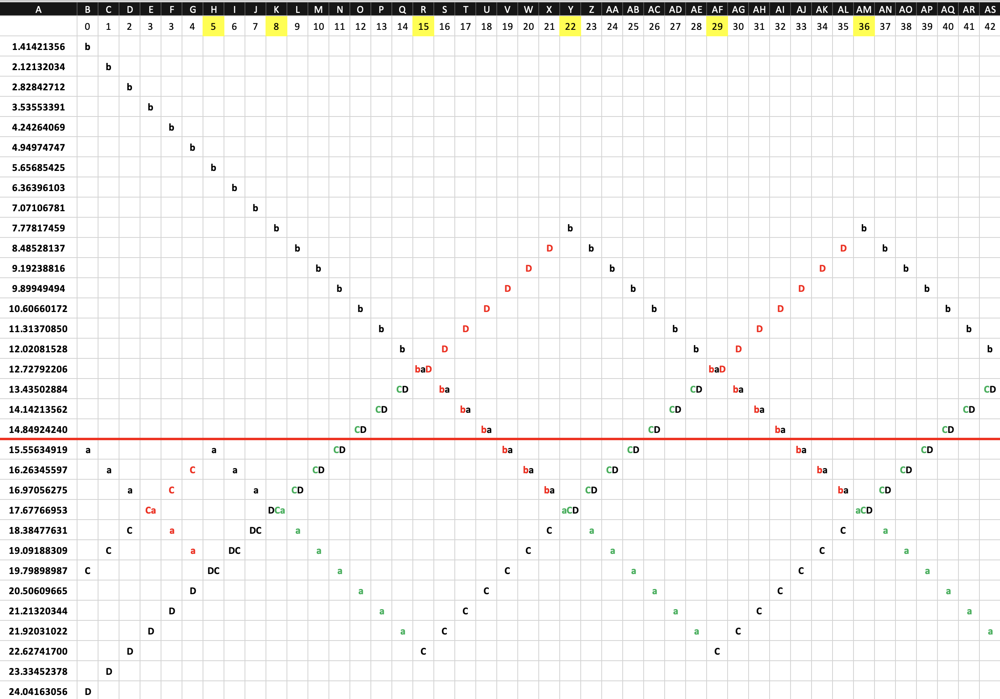 A B C D E F G H I J K L M N O P Q R S T U V W X Y Z AA AB AC AD AE AF AG AH AI AJ AK AL AM AN AO AP AQ AR AS
0 1 2 3 3 4 5 6 7 8 9 10 11 12 13 14 15 16 17 18 19 20 21 22 23 24 25 26 27 28 29 30 31 32 33 34 35 36 37 38 39 40 41 42
1.41421356 b
2.12132034 b
2.82842712 b
3.53553391 b
4.24264069 b
4.94974747 b
5.65685425 b
6.36396103 b
7.07106781 b
7.77817459 b b b
8.48528137 b D b D b
9.19238816 b D b D b
9.89949494 b D b D b
10.60660172 b D b D b
11.31370850 b D b D b
12.02081528 b D b D b
12.72792206 baD baD
13.43502884 CD ba CD ba CD
14.14213562 CD ba CD ba CD
14.84924240 CD ba CD ba CD
15.55634919 a a CD ba CD ba CD
16.26345597 a C a CD ba CD ba CD
16.97056275 a C a CD ba CD ba CD
17.67766953 Ca DCa aCD aCD
18.38477631 C a DC a C a C a
19.09188309 C a DC a C a C a
19.79898987 C DC a C a C a
20.50609665 D a C a C a
21.21320344 D a C a C a
21.92031022 D a C a C a
22.62741700 D C C
23.33452378 D
24.04163056 D